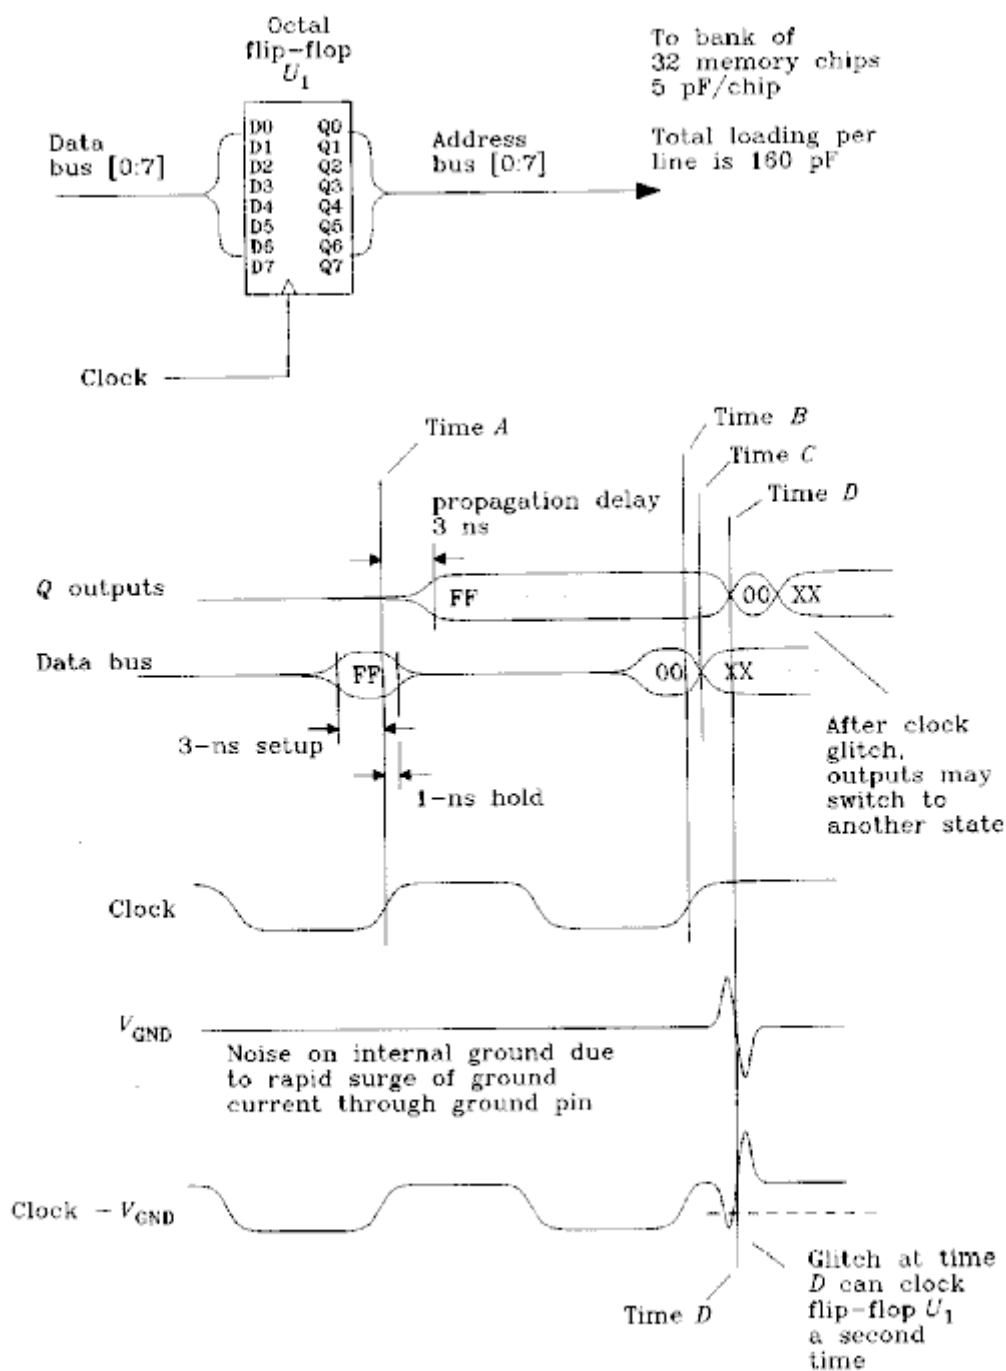 Octal
flip-flop
U1
To bank of
32 memory chips
5 pF/chip
Total loading per
line is 160 pF
Data
bus [0:7]
Address
bus [0:7]
D0 Q0
D1 Q1
D2 Q2
D3 Q3
D4 Q4
D5 Q5
D6 Q6
D7 Q7
Clock
Time A
Time B
Time C
Time D
propagation delay
3 ns
Q outputs
FF
00
XX
Data bus
FF
00
XX
3-ns setup
1-ns hold
After clock
glitch,
outputs may
switch to
another state
Clock
VGND
Noise on internal ground due
to rapid surge of ground
current through ground pin
Clock - VGND
Time D
Glitch at time
D can clock
flip-flop U1
a second
time